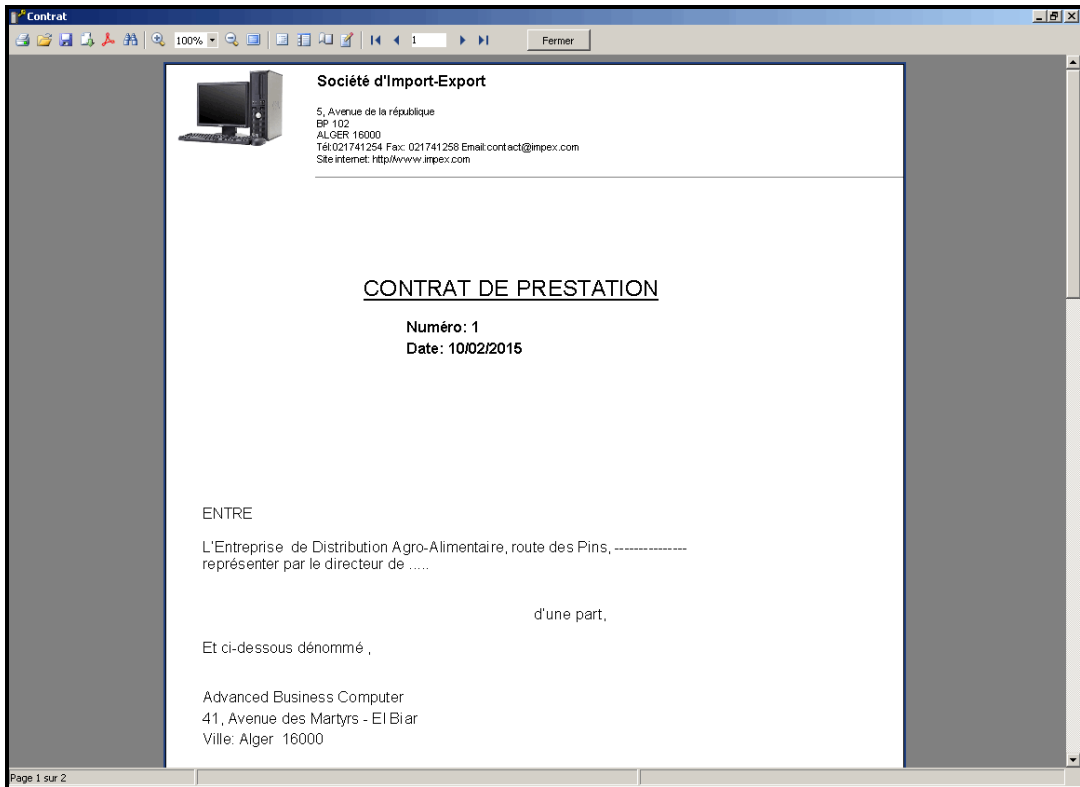 Contrat
100%
1
Fermer
Société d'Import-Export
5, Avenue de la république
BP 102
ALGER 16000
Tél:021741254 Fax: 021741258 Email:contact@impex.com
Site internet: http//www.impex.com
CONTRAT DE PRESTATION
Numéro: 1
Date: 10/02/2015
ENTRE
L'Entreprise de Distribution Agro-Alimentaire, route des Pins, ---------------
représenter par le directeur de .....
d'une part,
Et ci-dessous dénommé ,
Advanced Business Computer
41, Avenue des Martyrs - El Biar
Ville: Alger 16000
Page 1 sur 2